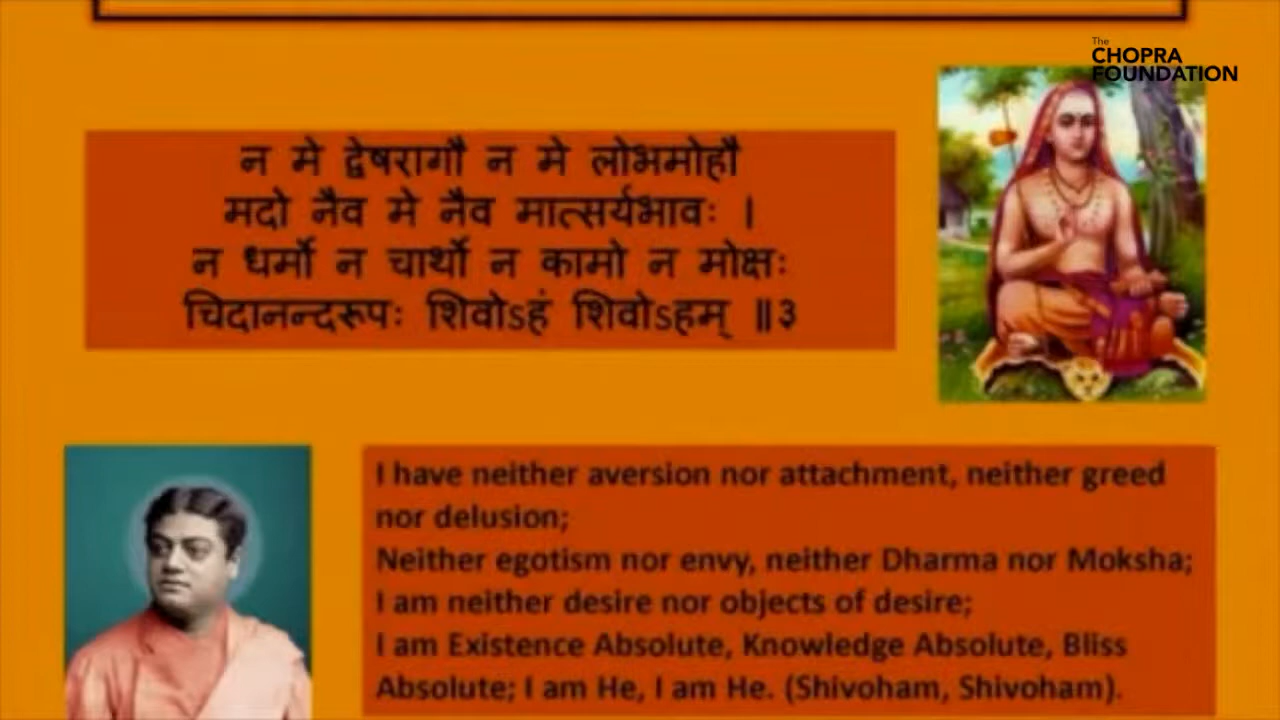 The
CHOPRA
FOUNDATION
न मे द्वेषरागौ न मे लोभमोहौ
मदो नैव मे नैव मात्सर्यभावः ।
न धर्मो न चार्थो न कामो न मोक्षः
चिदानन्दरूपः शिवोऽहं शिवोऽहम् ॥३
I have neither aversion nor attachment, neither greed
nor delusion;
Neither egotism nor envy, neither Dharma nor Moksha;
I am neither desire nor objects of desire;
I am Existence Absolute, Knowledge Absolute, Bliss
Absolute; I am He, I am He. (Shivoham, Shivoham).